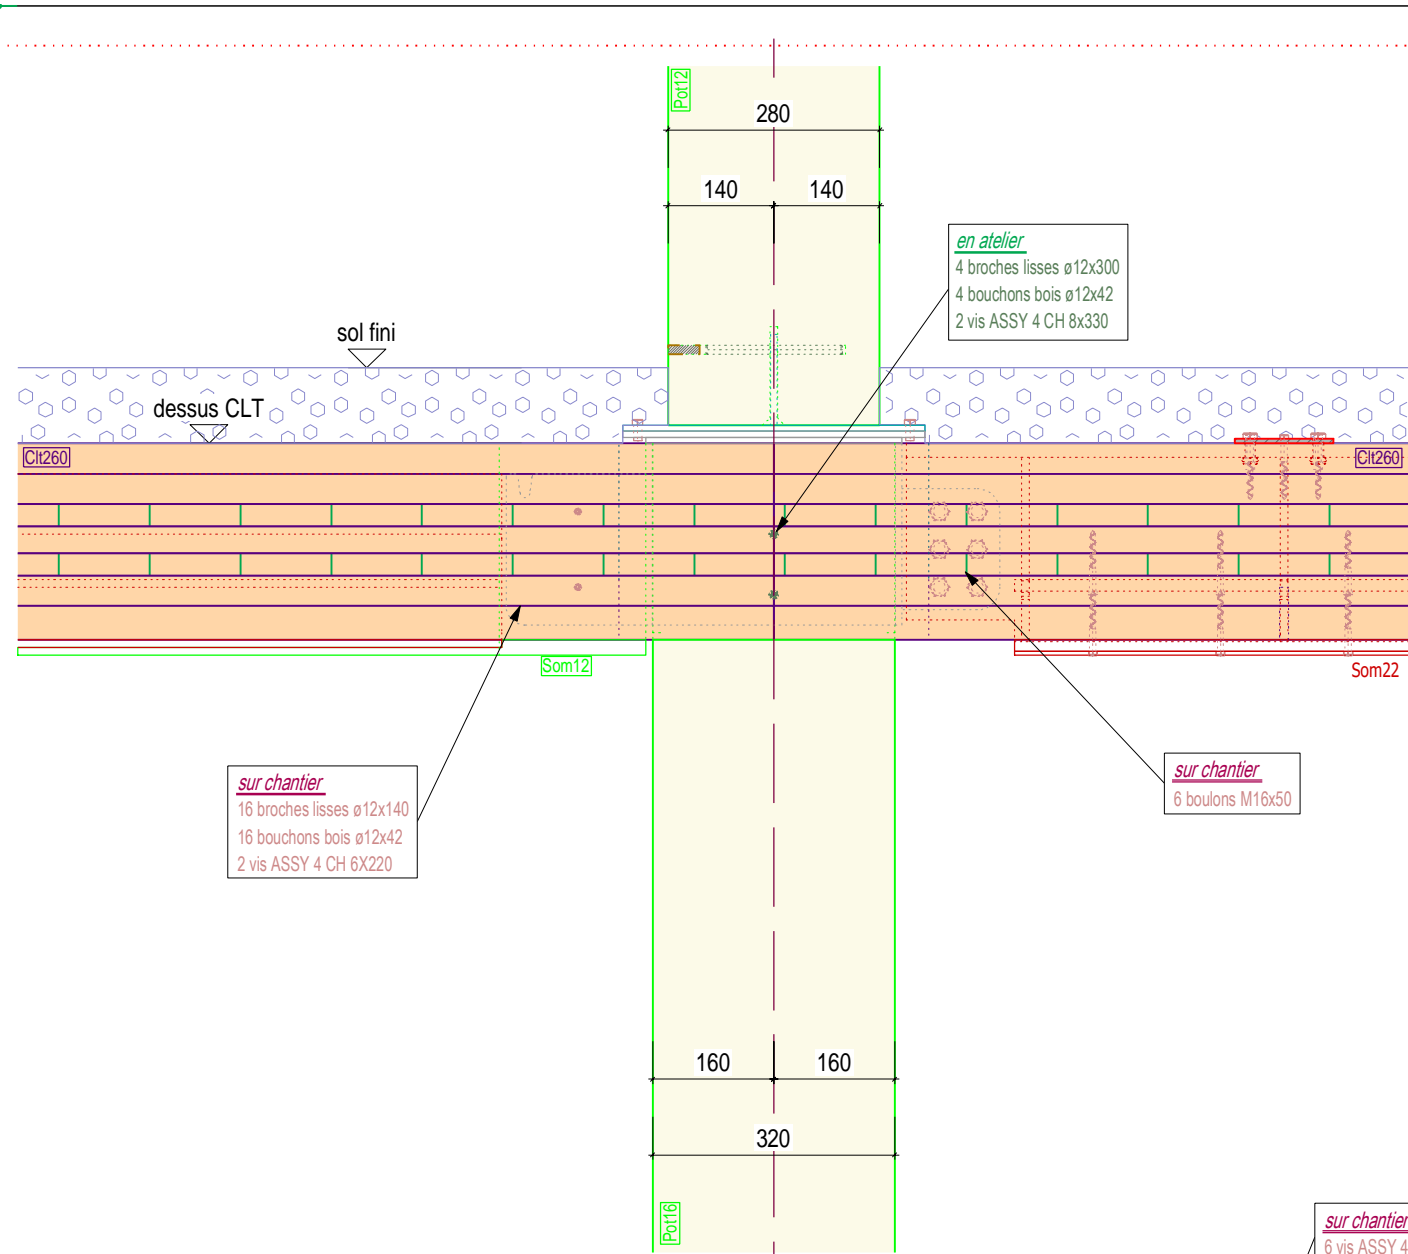 Pot12
280
140
140
en atelier
4 broches lisses ø12x300
4 bouchons bois ø12x42
2 vis ASSY 4 CH 8x330
sol fini
dessus CLT
Clt260
Clt260
Som12
Som22
sur chantier
16 broches lisses ø12x140
16 bouchons bois ø12x42
2 vis ASSY 4 CH 6X220
sur chantier
6 boulons M16x50
160
160
320
Pot16
sur chantier
6 vis ASSY 4